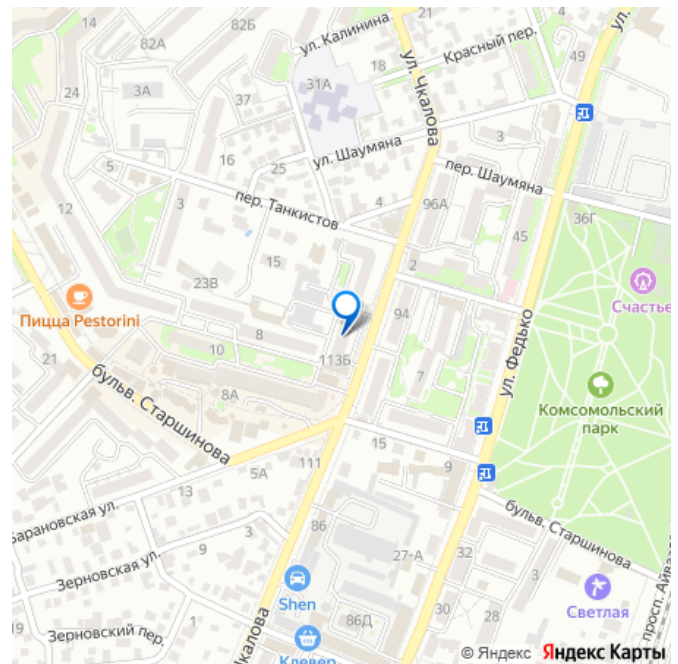 82Б
21
ул. Калинина
ул.
82А
18
Красный пер.
49
24
31А
3А
37
ул. Чкалова
3
5
16
25
ул. Шаумяна
пер. Шаумяна
12
3
пер. Танкистов
4
96А
36Г
45
15
2
23В
Счастье
94
Пицца Pestorini
8
ул. Федько
21
10
113Б
7
Комсомольский
парк
бульв. Старшинова
8А
15
111
9
5А
13
Барановская ул.
86
бульв. Старшинова
3
27-А
32
3
Зерновская ул.
9
Shen
Светлая
30
28
86Д
19
Зерновский пер.
Чкалова
Клевер
просп. Айваз
© Яндекс Яндекс Карты